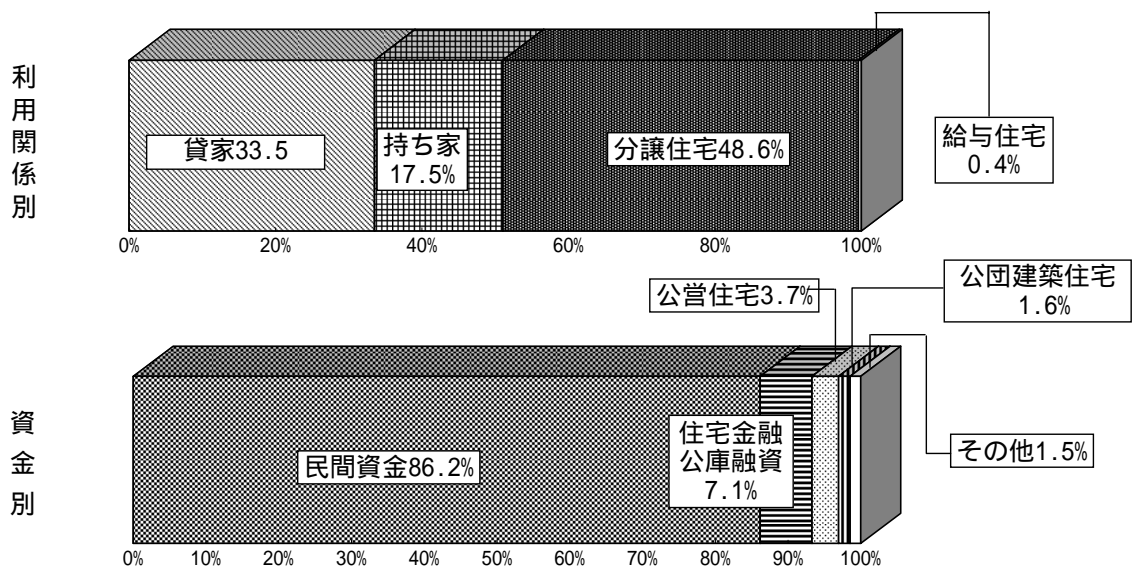 利用関係別
貸家33.5
持ち家
17.5%
分譲住宅48.6%
給与住宅
0.4%
0%
20%
40%
60%
80%
100%
公営住宅3.7%
公団建築住宅
1.6%
資金別
民間資金86.2%
住宅金融
公庫融資
7.1%
その他1.5%
0%
10%
20%
30%
40%
50%
60%
70%
80%
90%
100%